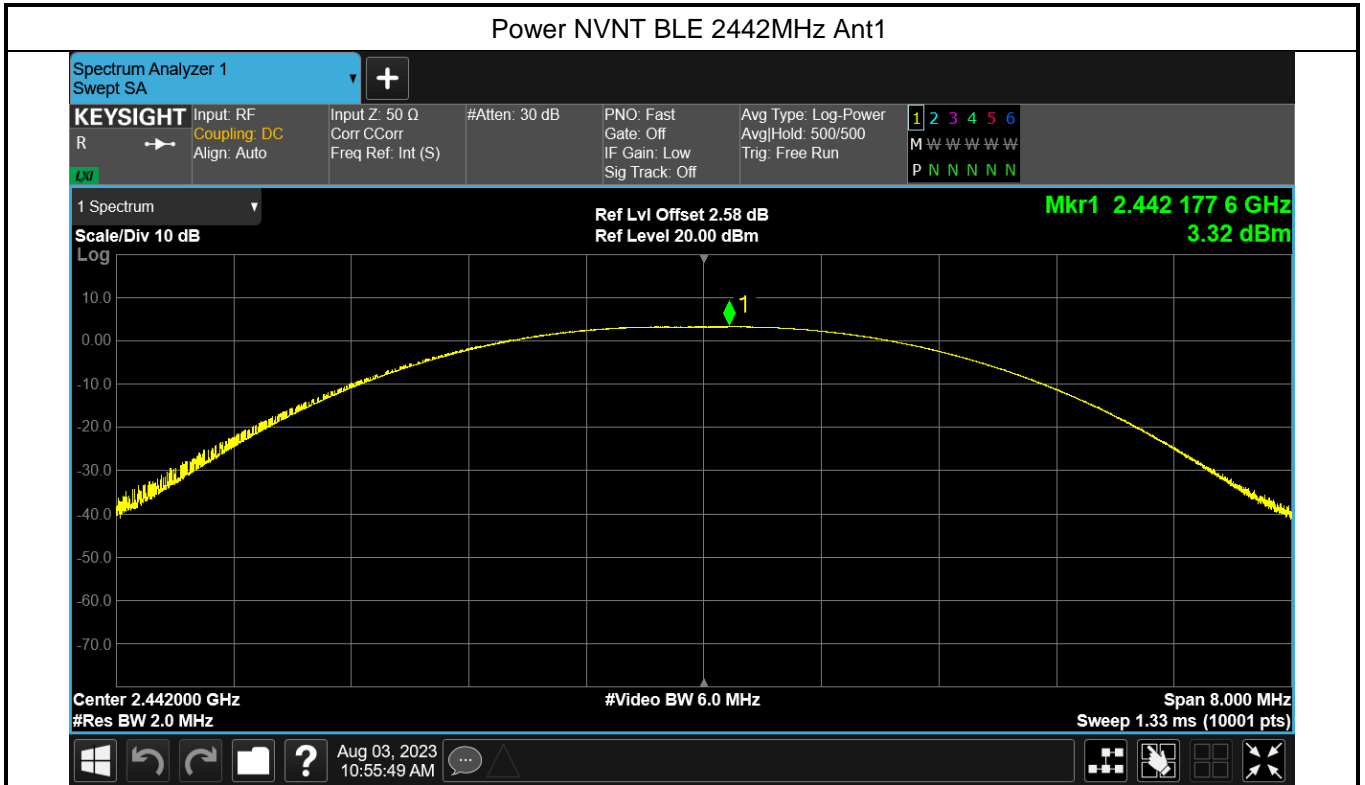 Power NVNT BLE 2442MHz Ant1
Spectrum Analyzer 1
Swept SA
KEYSIGHT
R
LXI
Input: RF
Coupling: DC
Align: Auto
Input Z: 50 Ω
Corr CCorr
Freq Ref: Int (S)
#Atten: 30 dB
PNO: Fast
Gate: Off
IF Gain: Low
Sig Track: Off
Avg Type: Log-Power
Avg|Hold: 500/500
Trig: Free Run
1 2 3 4 5 6
M W W W W W
P N N N N N
1 Spectrum
Scale/Div 10 dB
Ref Lvl Offset 2.58 dB
Ref Level 20.00 dBm
Mkr1 2.442 177 6 GHz
3.32 dBm
Log
10.0
0.00
-10.0
-20.0
-30.0
-40.0
-50.0
-60.0
-70.0
1
Center 2.442000 GHz
#Res BW 2.0 MHz
#Video BW 6.0 MHz
Span 8.000 MHz
Sweep 1.33 ms (10001 pts)
?
Aug 03, 2023
10:55:49 AM